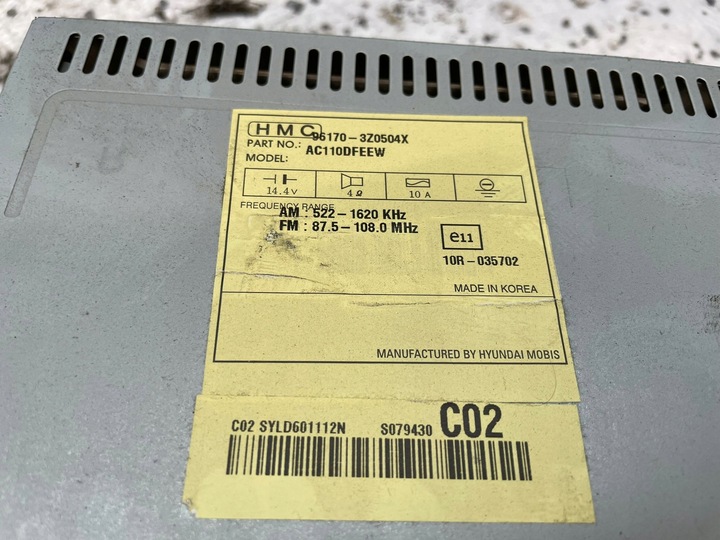 HMC
PART NO.: 96170-3Z0504X
MODEL: AC110DFEEW
14.4V 4Ω 10A
FREQUENCY RANGE
AM : 522-1620 KHz
FM : 87.5-108.0 MHz
e11
10R-035702
MADE IN KOREA
MANUFACTURED BY HYUNDAI MOBIS
C02 SYLD601112N S079430 C02